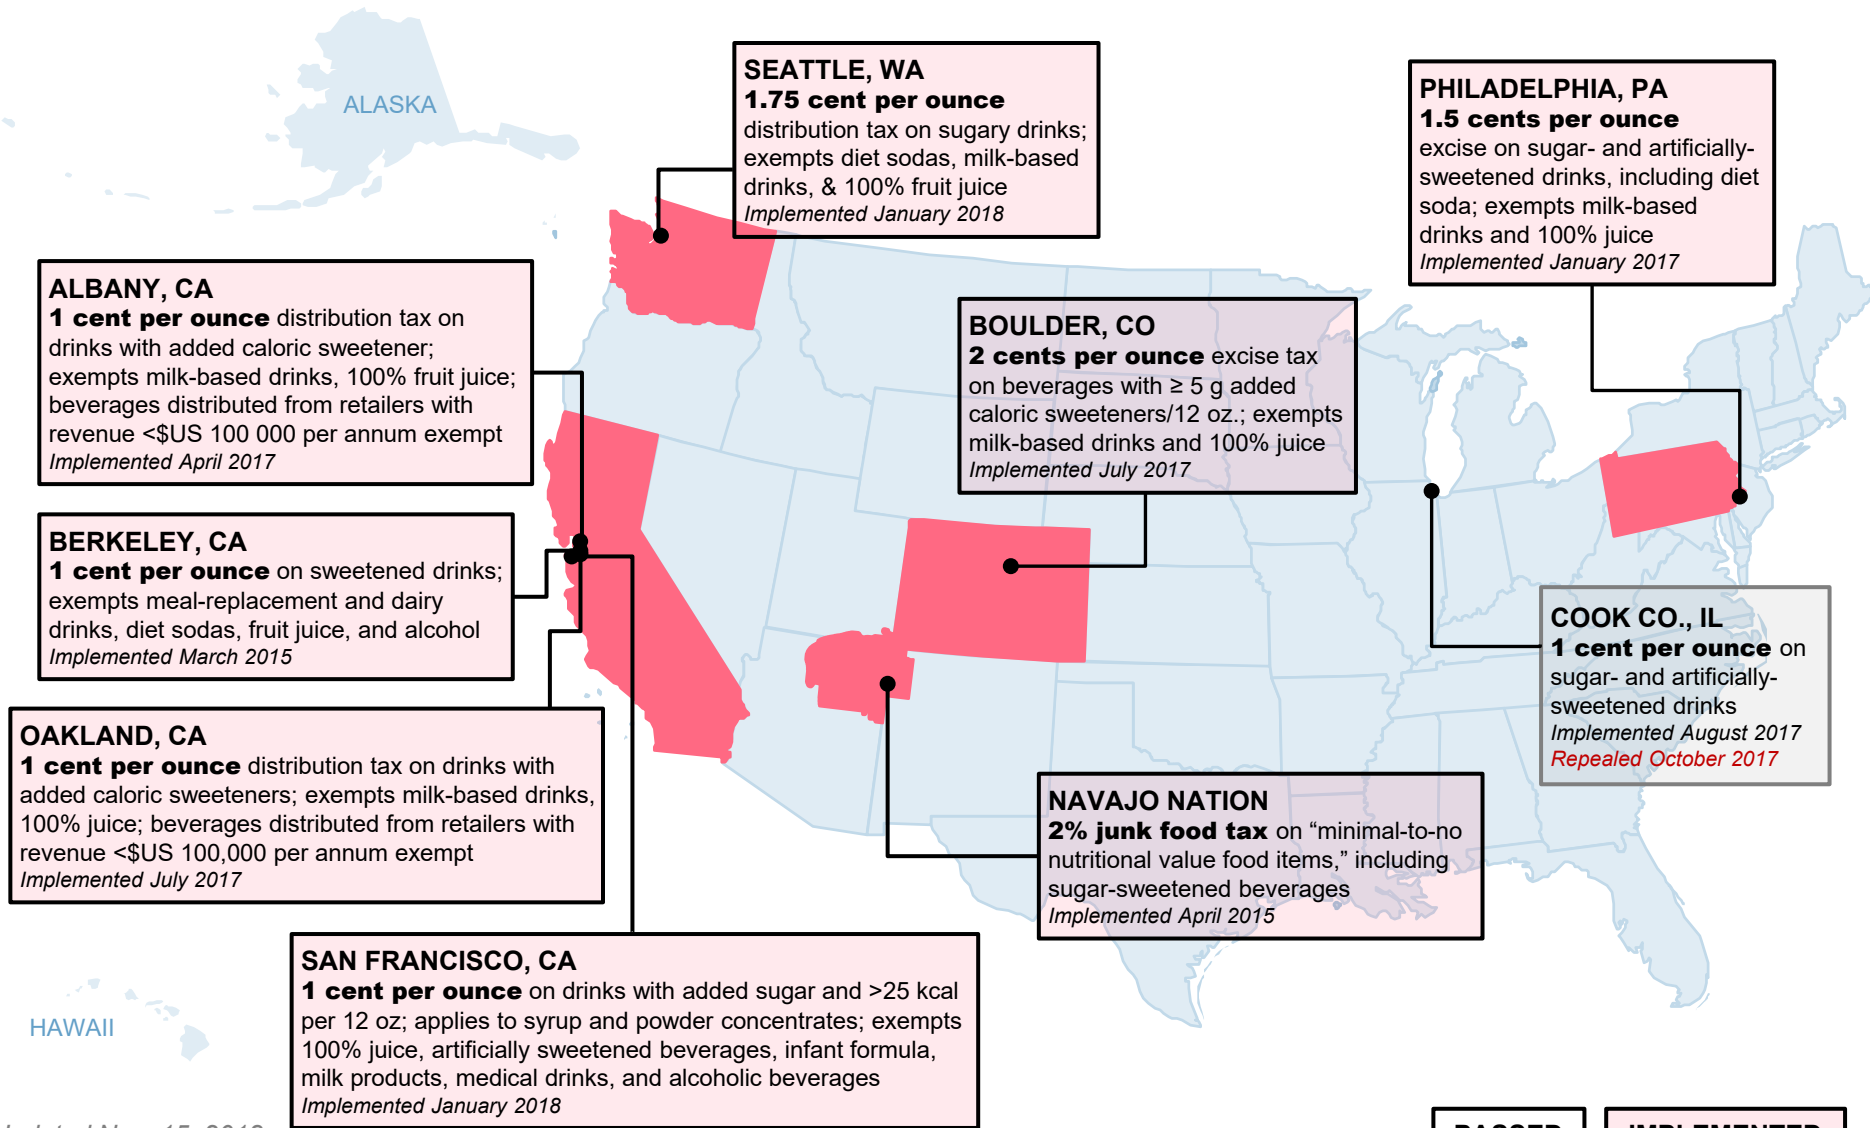 ALASKA
SEATTLE, WA
1.75 cent per ounce
distribution tax on sugary drinks;
exempts diet sodas, milk-based
drinks, & 100% fruit juice
Implemented January 2018
PHILADELPHIA, PA
1.5 cents per ounce
excise on sugar- and artificially-
sweetened drinks, including diet
soda; exempts milk-based
drinks and 100% juice
Implemented January 2017
ALBANY, CA
1 cent per ounce distribution tax on
drinks with added caloric sweetener;
exempts milk-based drinks, 100% fruit juice;
beverages distributed from retailers with
revenue <$US 100 000 per annum exempt
Implemented April 2017
BOULDER, CO
2 cents per ounce excise tax
on beverages with ≥ 5 g added
caloric sweeteners/12 oz.; exempts
milk-based drinks and 100% juice
Implemented July 2017
BERKELEY, CA
1 cent per ounce on sweetened drinks;
exempts meal-replacement and dairy
drinks, diet sodas, fruit juice, and alcohol
Implemented March 2015
COOK CO., IL
1 cent per ounce on
sugar- and artificially-
sweetened drinks
Implemented August 2017
Repealed October 2017
OAKLAND, CA
1 cent per ounce distribution tax on drinks with
added caloric sweeteners; exempts milk-based drinks,
100% juice; beverages distributed from retailers with
revenue <$US 100,000 per annum exempt
Implemented July 2017
NAVAJO NATION
2% junk food tax on “minimal-to-no
nutritional value food items,” including
sugar-sweetened beverages
Implemented April 2015
SAN FRANCISCO, CA
1 cent per ounce on drinks with added sugar and >25 kcal
per 12 oz; applies to syrup and powder concentrates; exempts
100% juice, artificially sweetened beverages, infant formula,
milk products, medical drinks, and alcoholic beverages
Implemented January 2018
HAWAII
PASSED
IMPLEMENTED